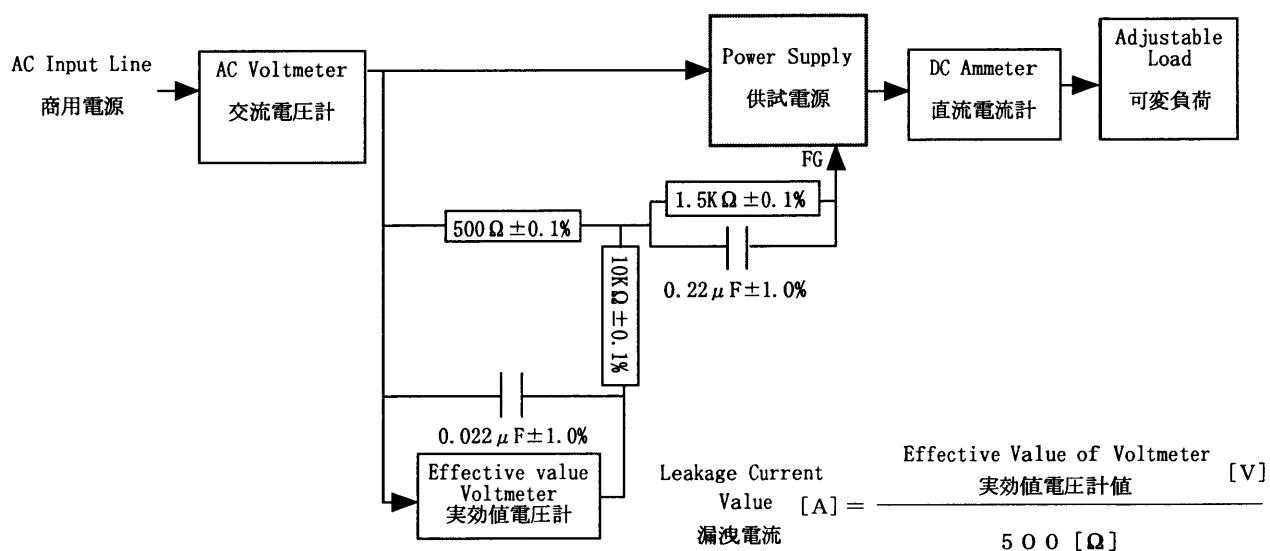 AC Input Line
商用電源
AC Voltmeter
交流電圧計
Power Supply
供試電源
FG
DC Ammeter
直流電流計
Adjustable
Load
可変負荷
1.5KΩ±0.1%
500Ω±0.1%
0.22μF±1.0%
10KΩ±0.1%
0.022μF±1.0%
Effective value
Voltmeter
実効値電圧計
Leakage Current
Value [A]=
漏洩電流
Effective Value of Voltmeter
実効値電圧計値 [V]
500 [Ω]